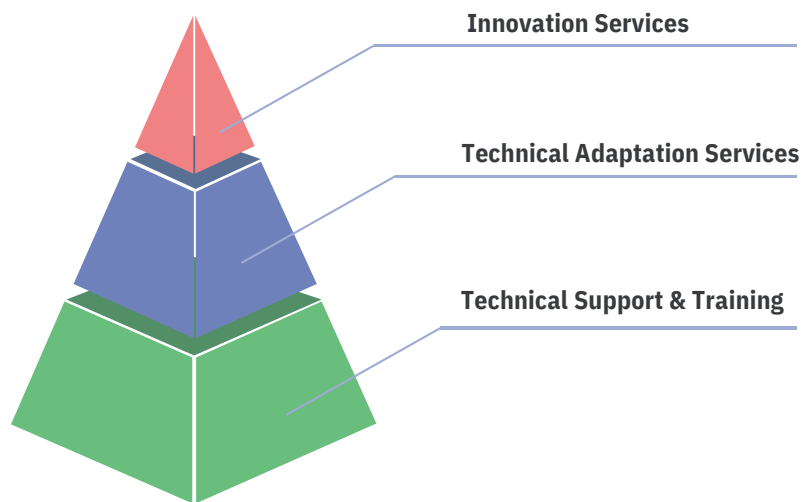 Innovation Services
Technical Adaptation Services
Technical Support & Training